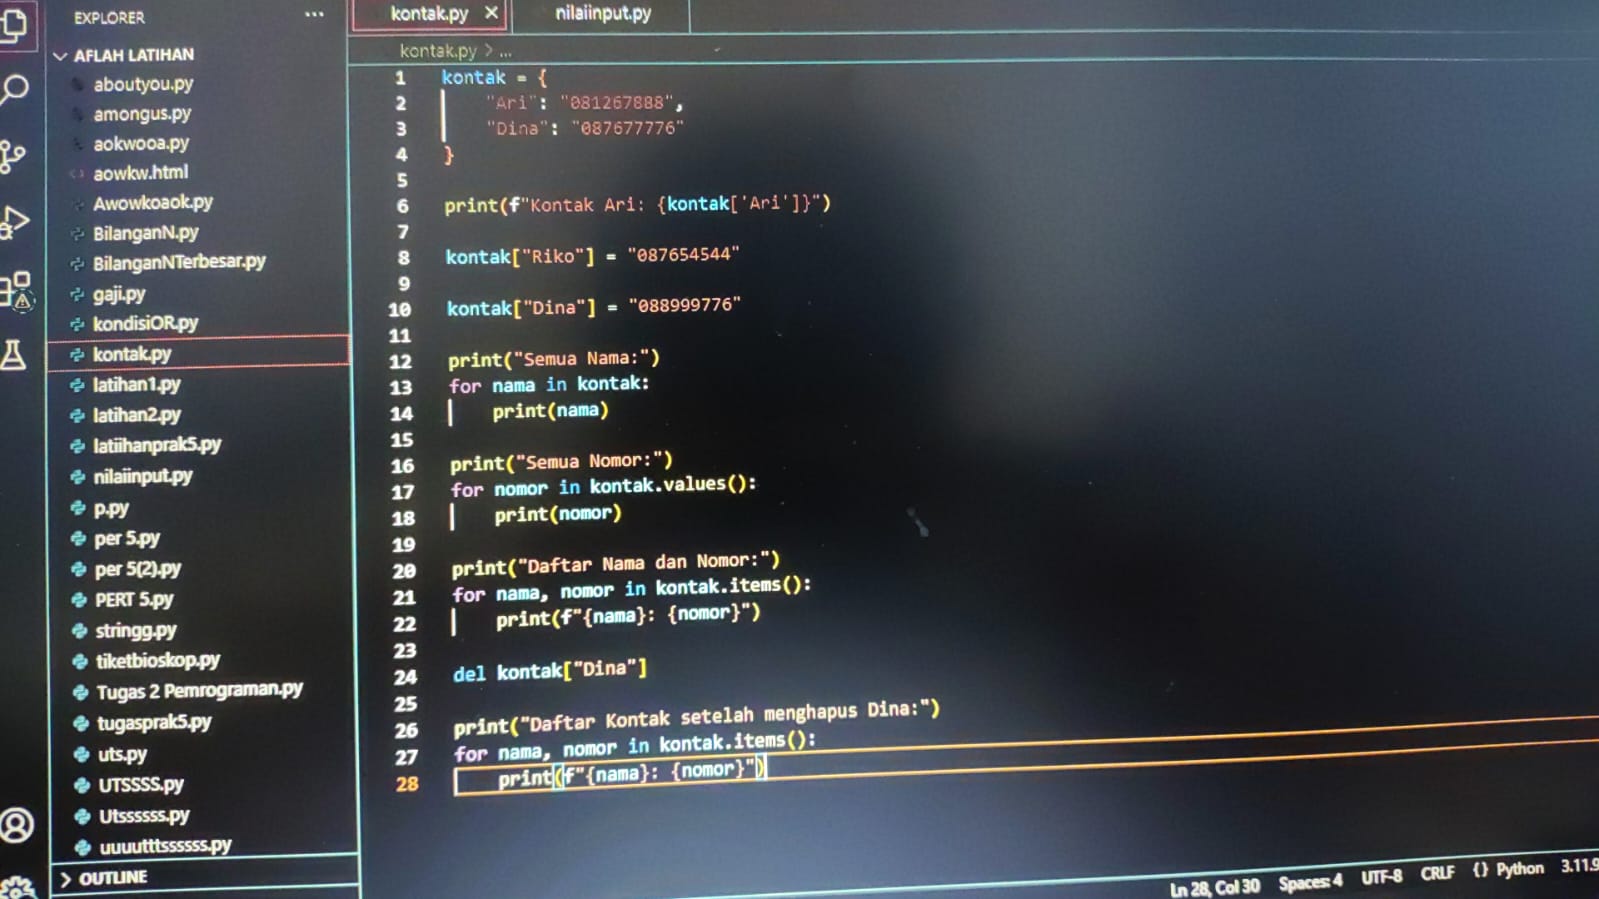 EXPLORER
...
kontak.py
nilaiinput.py
AFLAH LATIHAN
aboutyou.py
amongus.py
aokwooa.py
aowkw.html
Awowkoaok.py
BilanganN.py
BilanganNTerbesar.py
gaji.py
kondisiOR.py
kontak.py
latihan1.py
latihan2.py
latiihanprak5.py
nilaiinput.py
p.py
per 5.py
per 5(2).py
PERT 5.py
stringg.py
tiketbioskop.py
Tugas 2 Pemrograman.py
tugasprak5.py
uts.py
UTSSSS.py
Utssssss.py
uuuutttssssss.py
OUTLINE
kontak.py > ...
1 kontak = {
2 "Ari": "081267888",
3 "Dina": "087677776"
4 }
5
6 print(f"Kontak Ari: {kontak['Ari']}")
7
8 kontak["Riko"] = "087654544"
9
10 kontak["Dina"] = "088999776"
11
12 print("Semua Nama:")
13 for nama in kontak:
14 print(nama)
15
16 print("Semua Nomor:")
17 for nomor in kontak.values():
18 print(nomor)
19
20 print("Daftar Nama dan Nomor:")
21 for nama, nomor in kontak.items():
22 print(f"{nama}: {nomor}")
23
24 del kontak["Dina"]
25
26 print("Daftar Kontak setelah menghapus Dina:")
27 for nama, nomor in kontak.items():
28 print(f"{nama}: {nomor}")
Ln 28, Col 30 Spaces: 4 UTF-8 CRLF {} Python 3.11.9